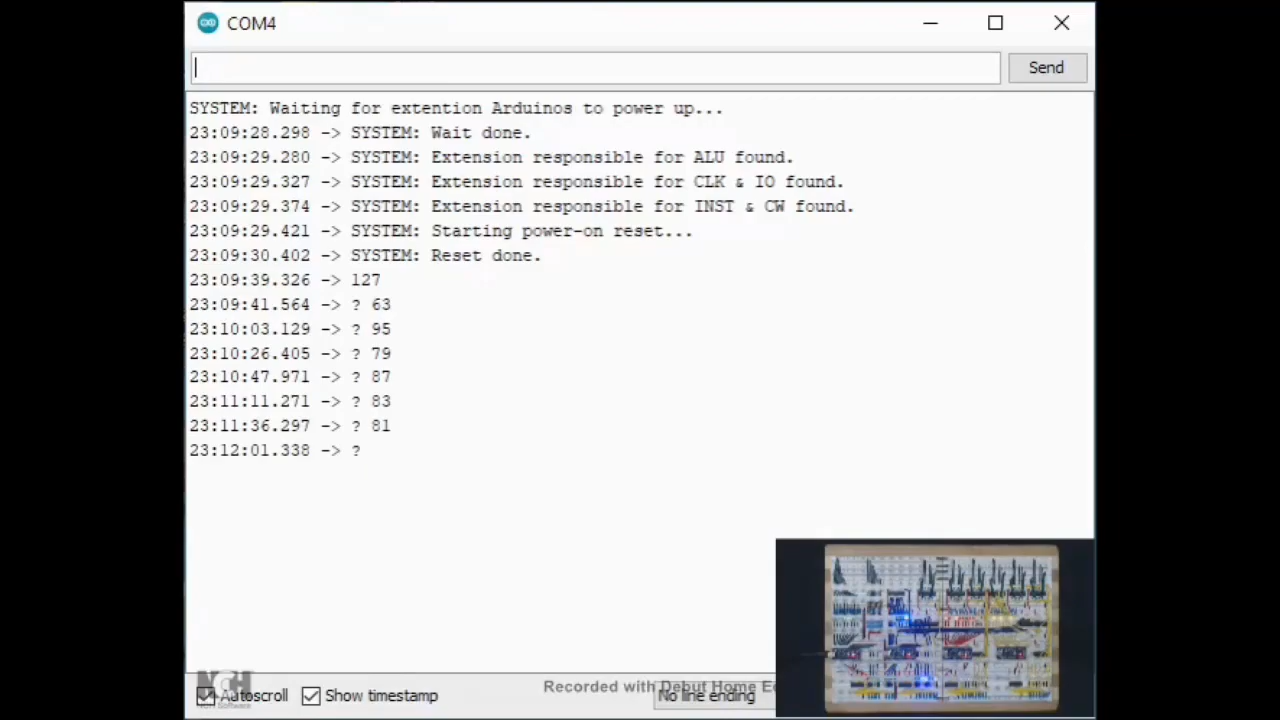 COM4
Send
SYSTEM: Waiting for extention Arduinos to power up...
23:09:28.298 -> SYSTEM: Wait done.
23:09:29.280 -> SYSTEM: Extension responsible for ALU found.
23:09:29.327 -> SYSTEM: Extension responsible for CLK & IO found.
23:09:29.374 -> SYSTEM: Extension responsible for INST & CW found.
23:09:29.421 -> SYSTEM: Starting power-on reset...
23:09:30.402 -> SYSTEM: Reset done.
23:09:39.326 -> 127
23:09:41.564 -> ? 63
23:10:03.129 -> ? 95
23:10:26.405 -> ? 79
23:10:47.971 -> ? 87
23:11:11.271 -> ? 83
23:11:36.297 -> ? 81
23:12:01.338 -> ?
NCH Software
Autoscroll Show timestamp Recorded with Debut Home No line ending